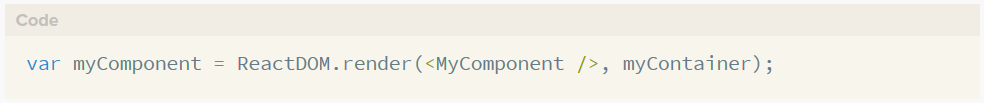 Code
var myComponent = ReactDOM.render(<MyComponent />, myContainer);